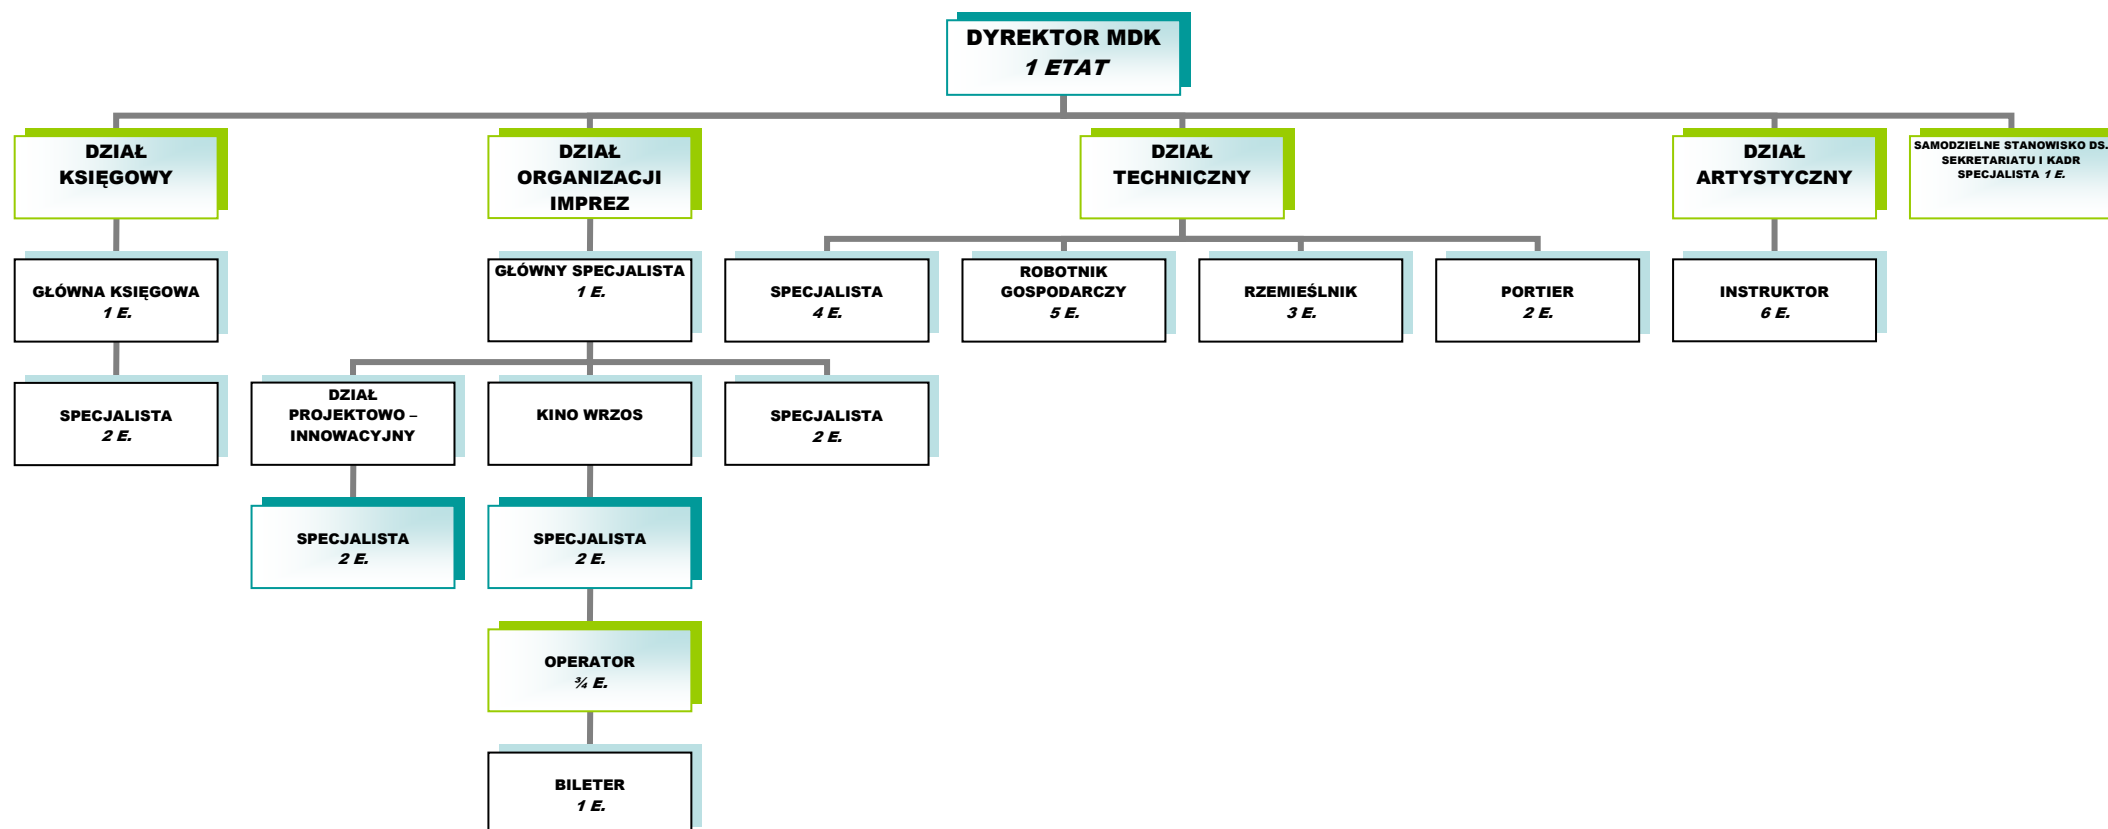 DYREKTOR MDK
1 ETAT
DZIAŁ
KSIĘGOWY
DZIAŁ
ORGANIZACJI
IMPREZ
DZIAŁ
TECHNICZNY
DZIAŁ
ARTYSTYCZNY
SAMODZIELNE STANOWISKO DS.
SEKRETARIATU I KADR
SPECJALISTA 1 E.
GŁÓWNA KSIĘGOWA
1 E.
GŁÓWNY SPECJALISTA
1 E.
SPECJALISTA
4 E.
ROBOTNIK
GOSPODARCZY
5 E.
RZEMIEŚLNIK
3 E.
PORTIER
2 E.
INSTRUKTOR
6 E.
SPECJALISTA
2 E.
DZIAŁ
PROJEKTOWO –
INNOWACYJNY
KINO WRZOS
SPECJALISTA
2 E.
SPECJALISTA
2 E.
SPECJALISTA
2 E.
OPERATOR
¾ E.
BILETER
1 E.